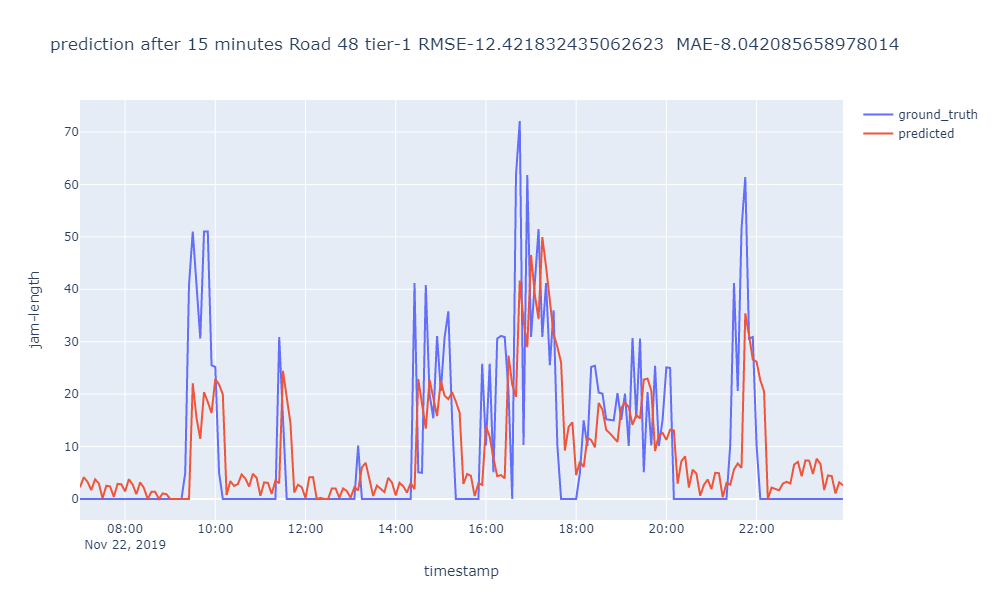 prediction after 15 minutes Road 48 tier-1 RMSE-12.421832435062623  MAE-8.042085658978014
ground_truth
predicted
70
60
50
40
30
20
10
0
jam-length
08:00 10:00 12:00 14:00 16:00 18:00 20:00 22:00
Nov 22, 2019
timestamp